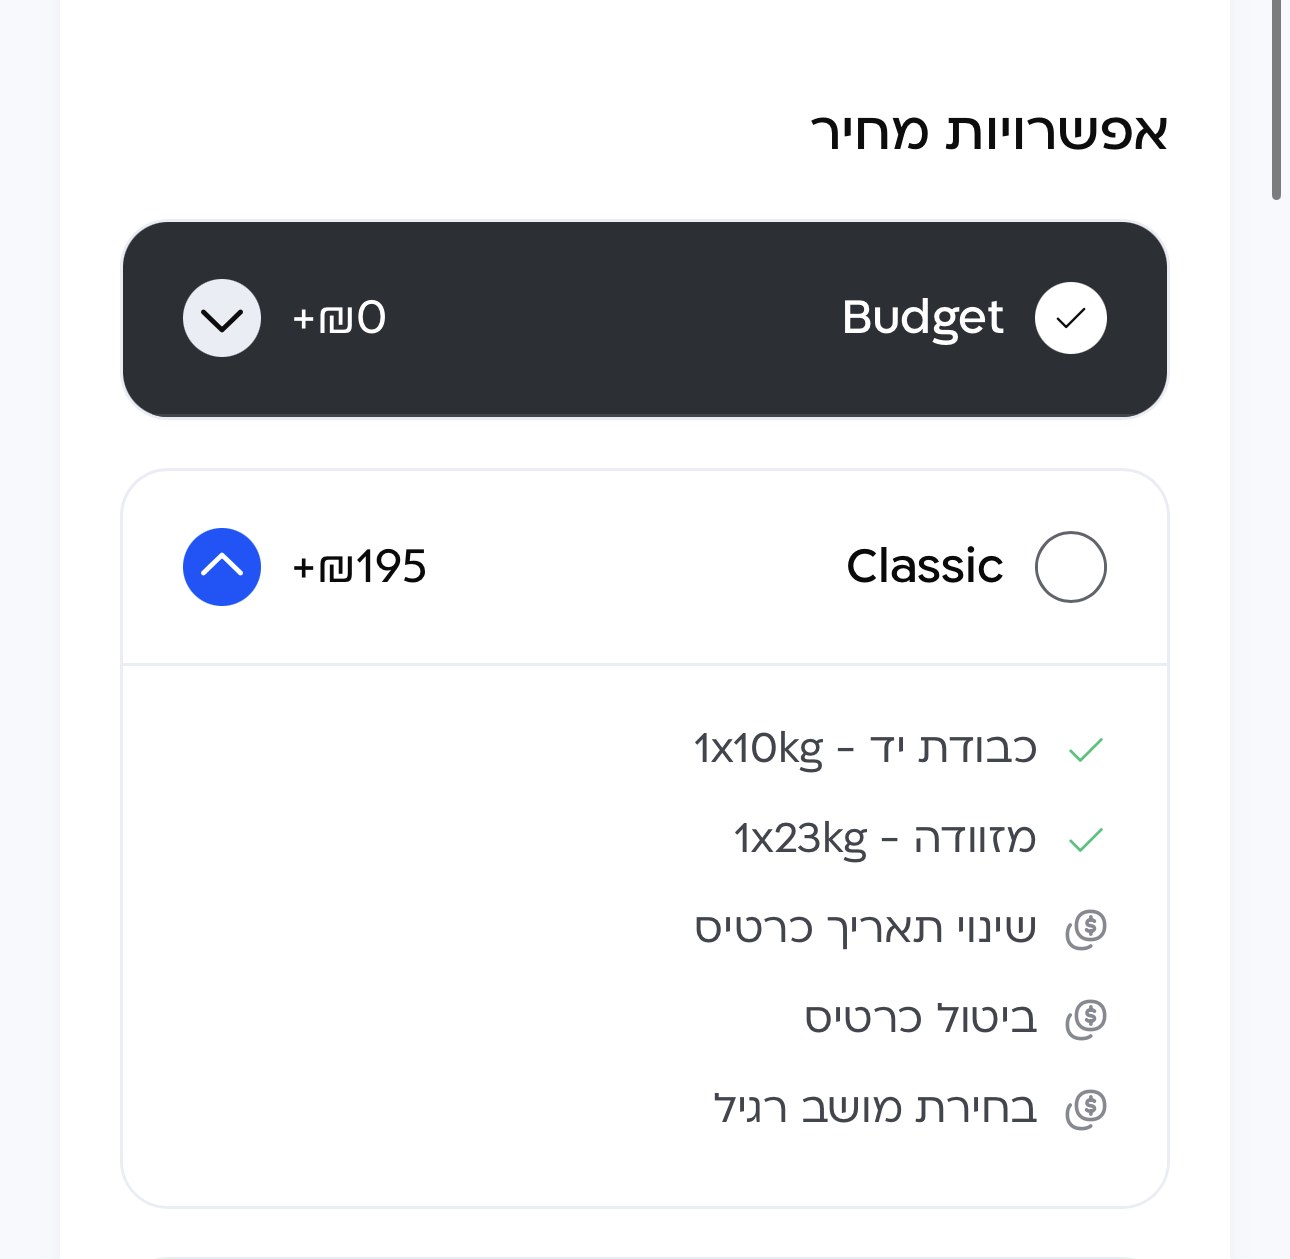 אפשרויות מחיר
Budget
+₪0
Classic
+₪195
כבודת יד - 1x10kg
מזוודה - 1x23kg
שינוי תאריך כרטיס
ביטול כרטיס
בחירת מושב רגיל